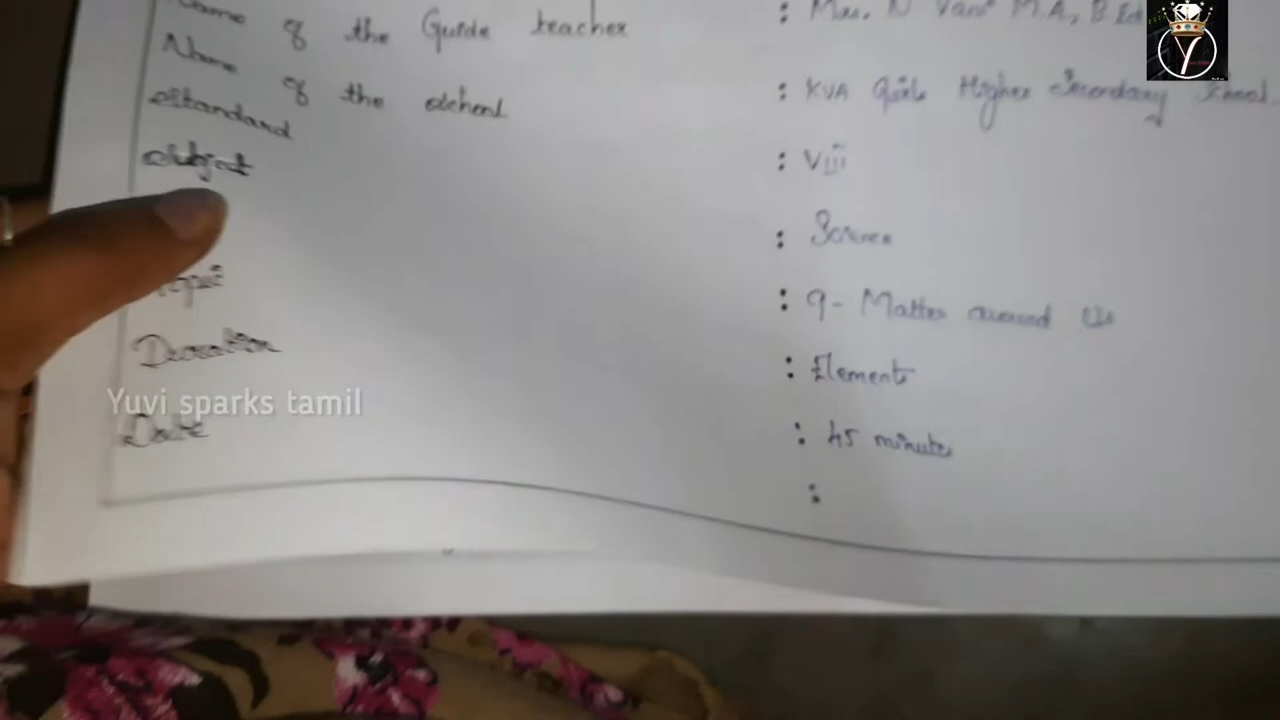 Name of the Guide teacher : Mrs. N Vani M.A, B Ed
Name of the school : KVA Girls Higher Secondary School
Standard : VIII
Subject : Science
: 9- Matter around Us
Topic : Elements
Duration : 45 minutes
Date :
Yuvi sparks tamil
Y